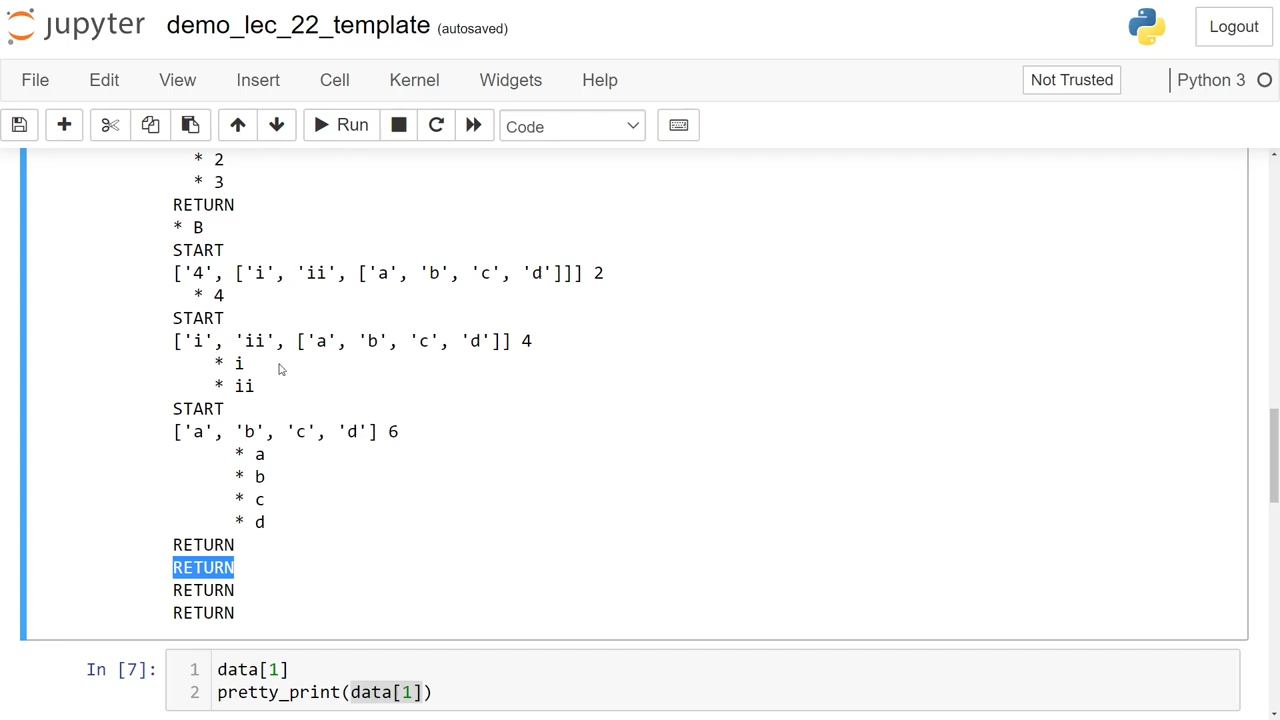 jupyter demo_lec_22_template (autosaved) Logout
File Edit View Insert Cell Kernel Widgets Help Not Trusted Python 3
Run Code
* 2
* 3
RETURN
* B
START
['4', ['i', 'ii', ['a', 'b', 'c', 'd']]] 2
* 4
START
['i', 'ii', ['a', 'b', 'c', 'd']] 4
* i
* ii
START
['a', 'b', 'c', 'd'] 6
* a
* b
* c
* d
RETURN
RETURN
RETURN
RETURN
In [7]: 1 data[1]
2 pretty_print(data[1])